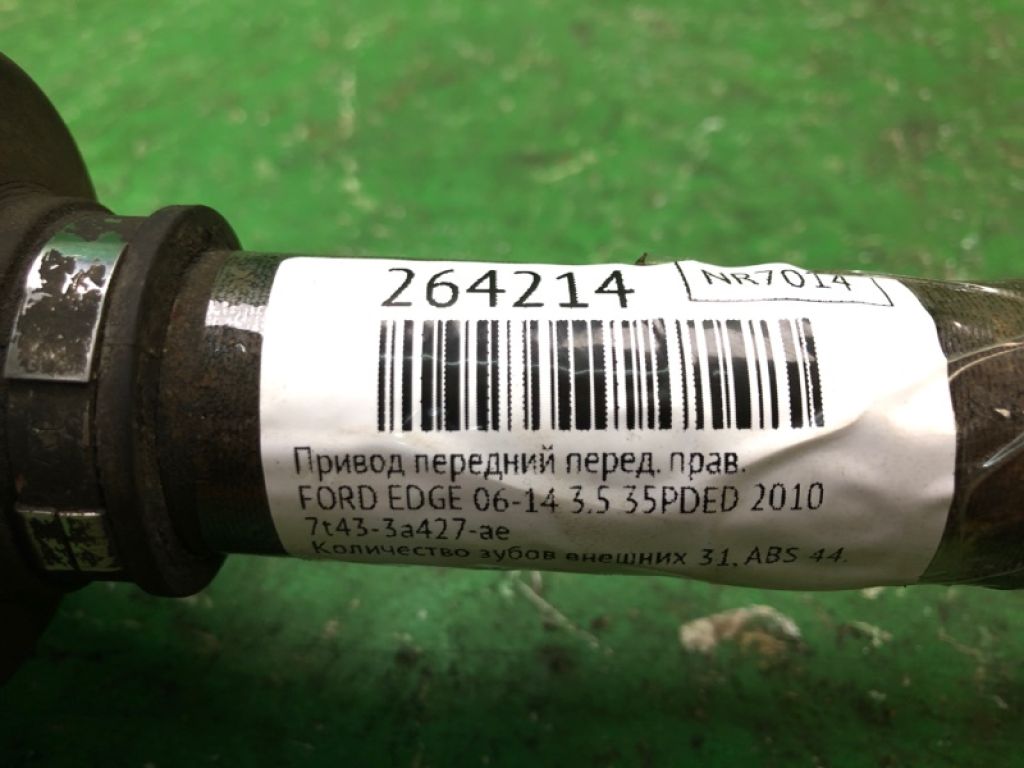 264214
NR7014
Привод передний перед. прав.
FORD EDGE 06-14 3.5 35PDED 2010
7t43-3a427-ae
Количество зубов внешних 31. ABS 44.